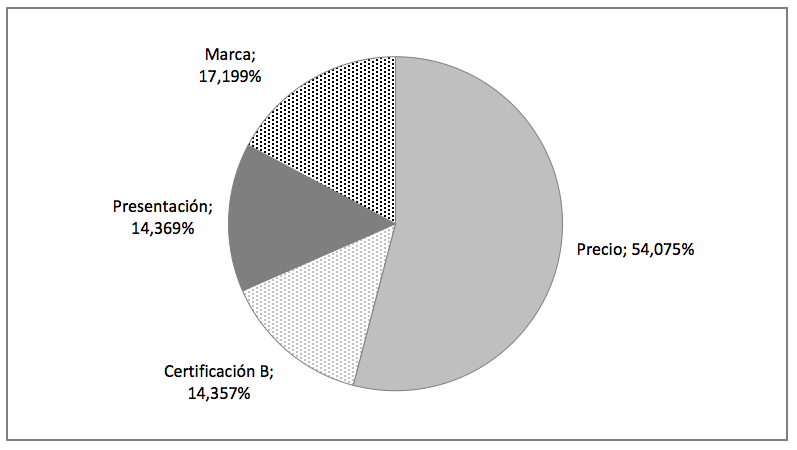 Marca;
17,199%
Presentación;
14,369%
Precio; 54,075%
Certificación B;
14,357%